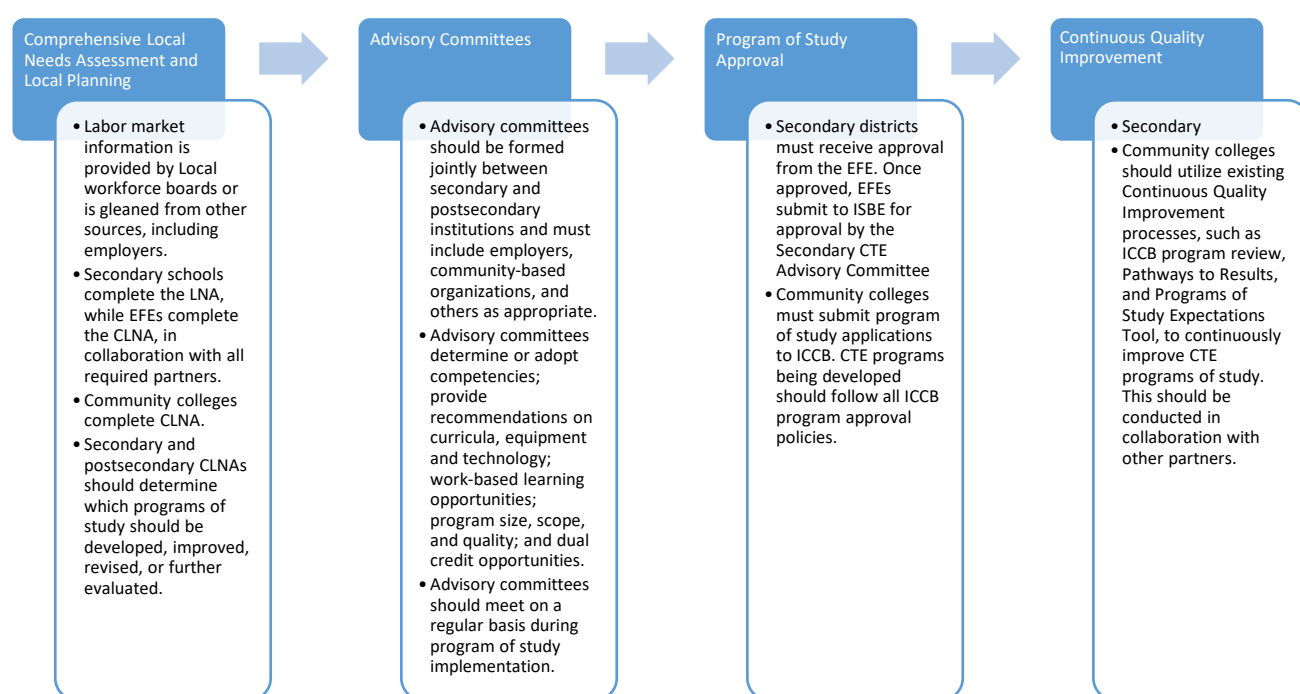 Comprehensive Local
Needs Assessment and
Local Planning
• Labor market
information is
provided by Local
workforce boards or
is gleaned from other
sources, including
employers.
• Secondary schools
complete the LNA,
while EFEs complete
the CLNA, in
collaboration with all
required partners.
• Community colleges
complete CLNA.
• Secondary and
postsecondary CLNAs
should determine
which programs of
study should be
developed, improved,
revised, or further
evaluated.
Advisory Committees
• Advisory committees
should be formed
jointly between
secondary and
postsecondary
institutions and must
include employers,
community-based
organizations, and
others as appropriate.
• Advisory committees
determine or adopt
competencies;
provide
recommendations on
curricula, equipment
and technology;
work-based learning
opportunities;
program size, scope,
and quality; and dual
credit opportunities.
• Advisory committees
should meet on a
regular basis during
program of study
implementation.
Program of Study
Approval
• Secondary districts
must receive approval
from the EFE. Once
approved, EFEs
submit to ISBE for
approval by the
Secondary CTE
Advisory Committee
• Community colleges
must submit program
of study applications
to ICCB. CTE programs
being developed
should follow all ICCB
program approval
policies.
Continuous Quality
Improvement
• Secondary
• Community colleges
should utilize existing
Continuous Quality
Improvement
processes, such as
ICCB program review,
Pathways to Results,
and Programs of
Study Expectations
Tool, to continuously
improve CTE
programs of study.
This should be
conducted in
collaboration with
other partners.